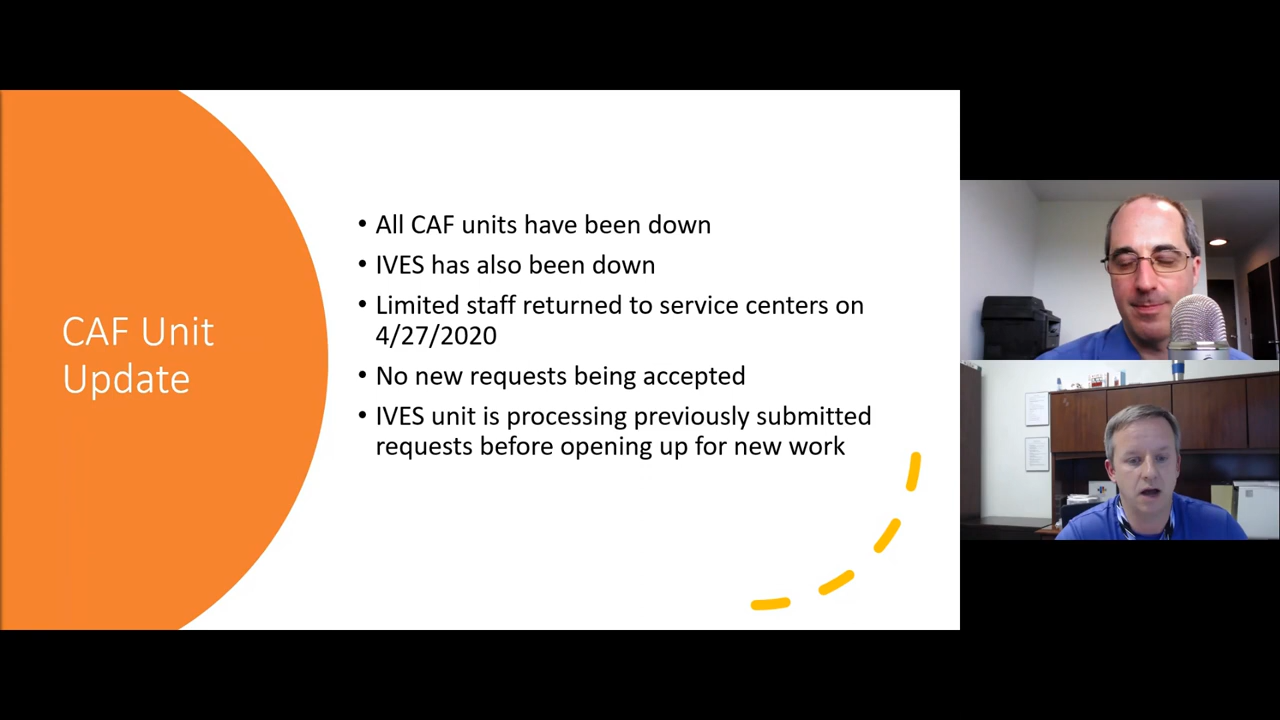 CAF Unit
Update
• All CAF units have been down
• IVES has also been down
• Limited staff returned to service centers on
4/27/2020
• No new requests being accepted
• IVES unit is processing previously submitted
requests before opening up for new work